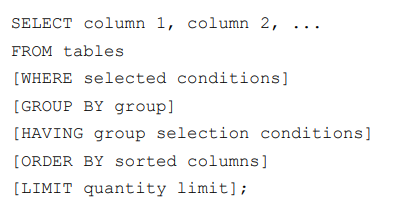 SELECT column 1, column 2, ...
FROM tables
[WHERE selected conditions]
[GROUP BY group]
[HAVING group selection conditions]
[ORDER BY sorted columns]
[LIMIT quantity limit];